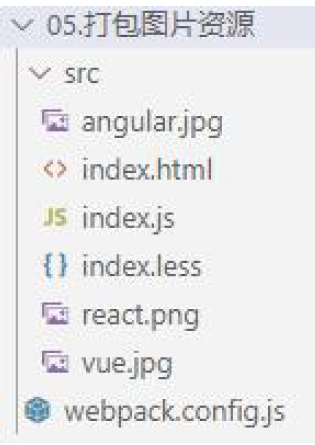 05.打包图片资源
src
angular.jpg
<> index.html
JS index.js
{} index.less
react.png
vue.jpg
webpack.config.js